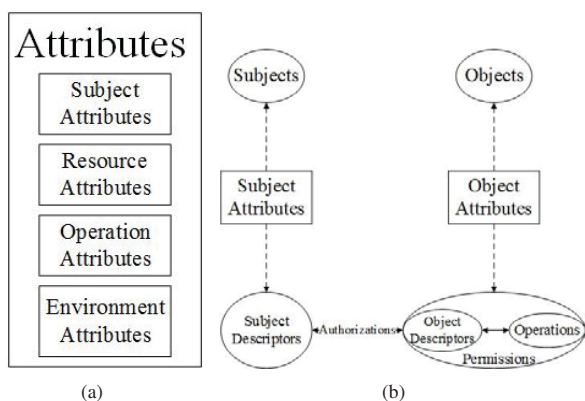 Attributes
Subject
Attributes
Resource
Attributes
Operation
Attributes
Environment
Attributes
(a)
Subjects
Objects
Subject
Attributes
Object
Attributes
Subject
Descriptors
Authorizations
Object
Descriptors
Operations
Permissions
(b)